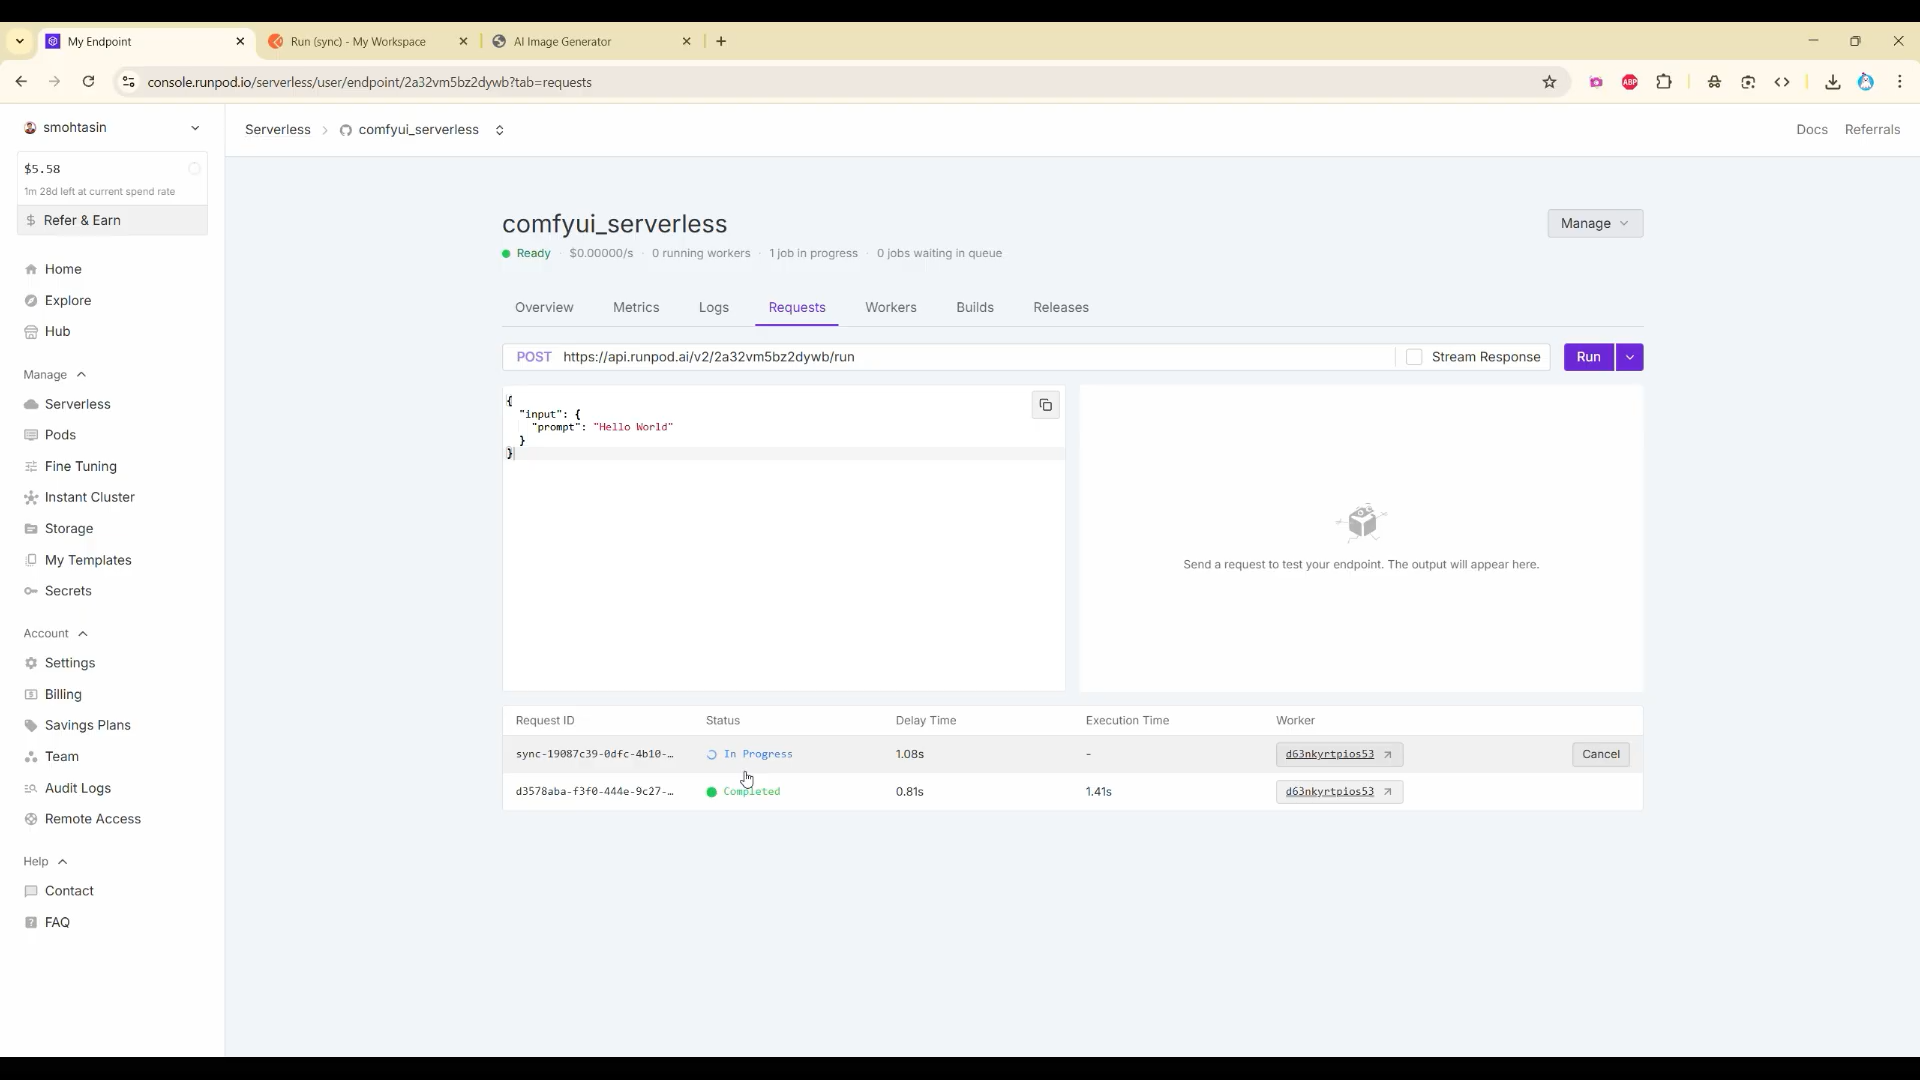 My Endpoint
Run (sync) - My Workspace
AI Image Generator
console.runpod.io/serverless/user/endpoint/2a32vm5bz2dywb?tab=requests
ABP
smohtasin
Serverless
comfyui_serverless
Docs
Referrals
$5.58
1m 28d left at current spend rate
$ Refer & Earn
Home
Explore
Hub
Manage
Serverless
Pods
Fine Tuning
Instant Cluster
Storage
My Templates
Secrets
Account
Settings
Billing
Savings Plans
Team
Audit Logs
Remote Access
Help
Contact
FAQ
comfyui_serverless
Manage
Ready · $0.00000/s · 0 running workers · 1 job in progress · 0 jobs waiting in queue
Overview
Metrics
Logs
Requests
Workers
Builds
Releases
POST https://api.runpod.ai/v2/2a32vm5bz2dywb/run
Stream Response
Run
{
"input": {
"prompt": "Hello World"
}
}
Send a request to test your endpoint. The output will appear here.
Request ID Status Delay Time Execution Time Worker
sync-19087c39-0dfc-4b10-… In Progress 1.08s - d63nkyrtpios53 Cancel
d3578aba-f3f0-444e-9c27-… Completed 0.81s 1.41s d63nkyrtpios53